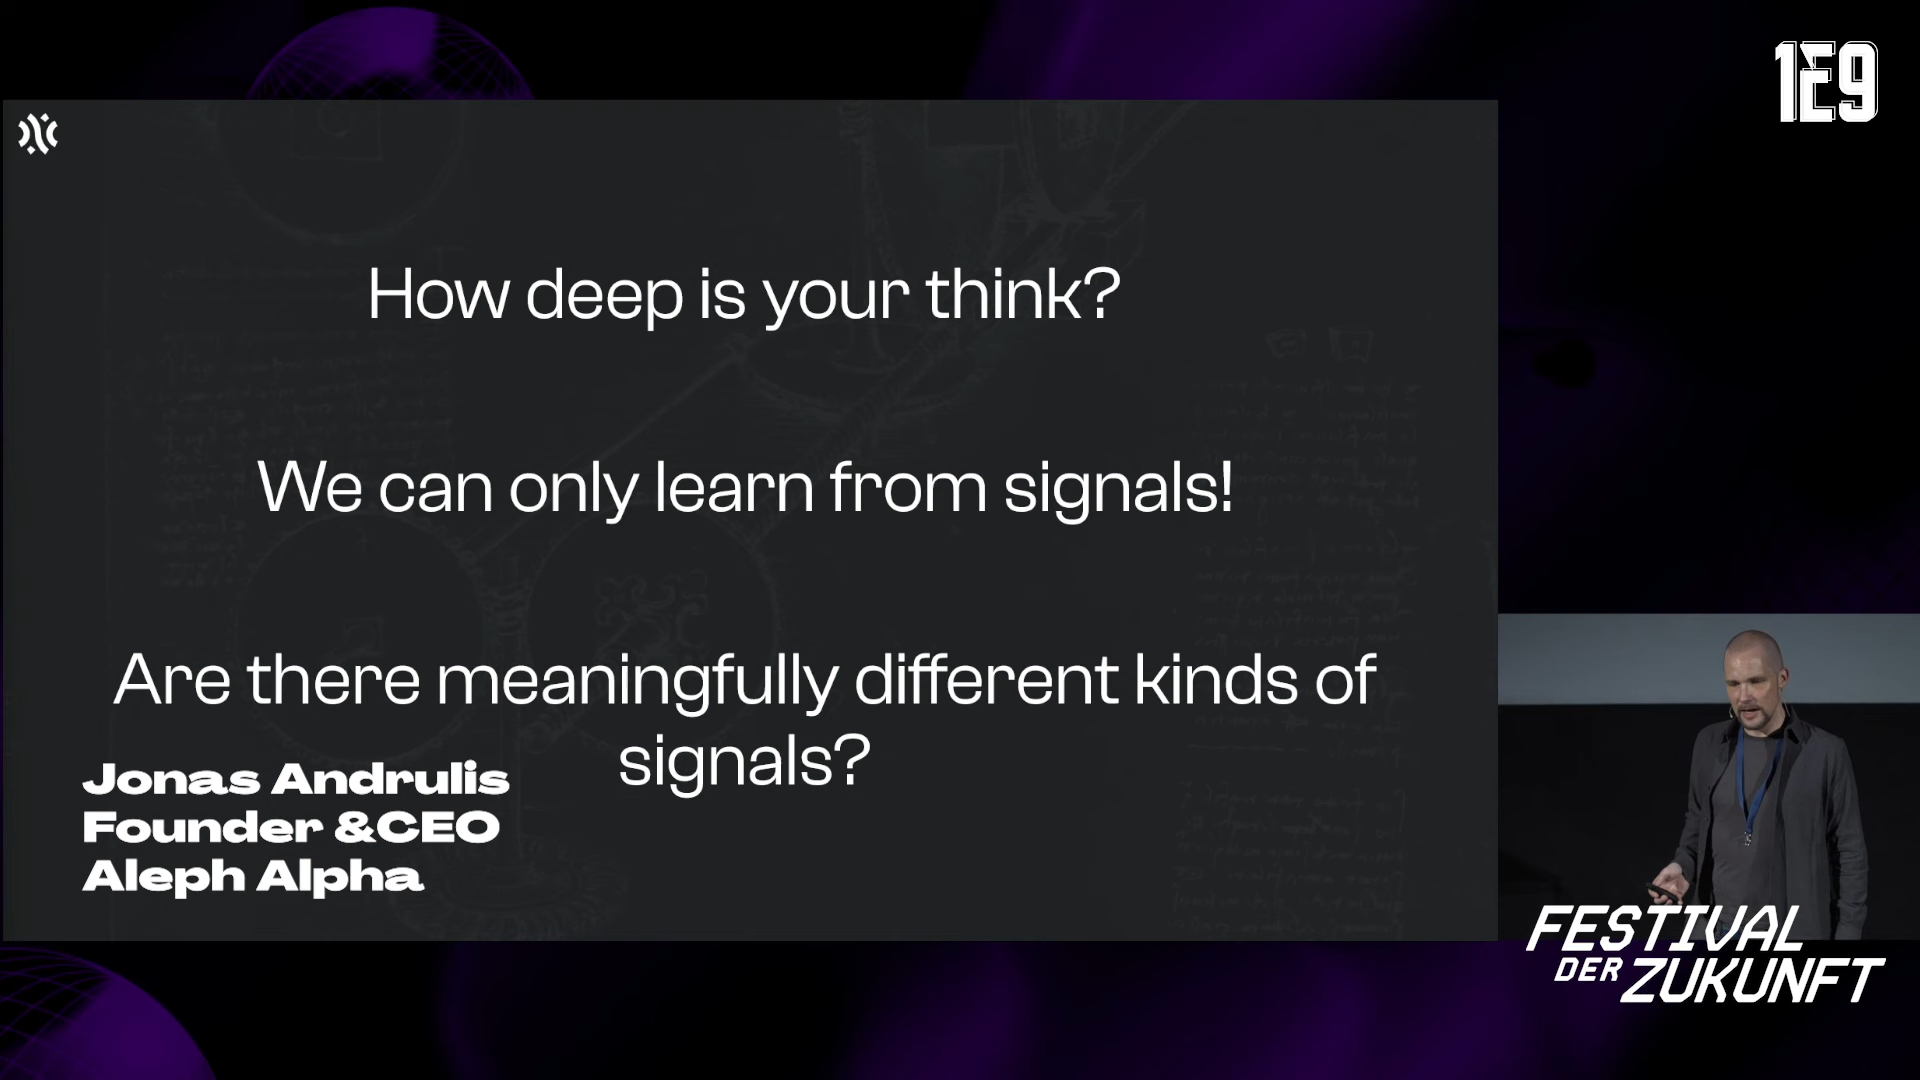 1E9
How deep is your think?
We can only learn from signals!
Are there meaningfully different kinds of
signals?
Jonas Andrulis
Founder &CEO
Aleph Alpha
FESTIVAL
DER ZUKUNFT